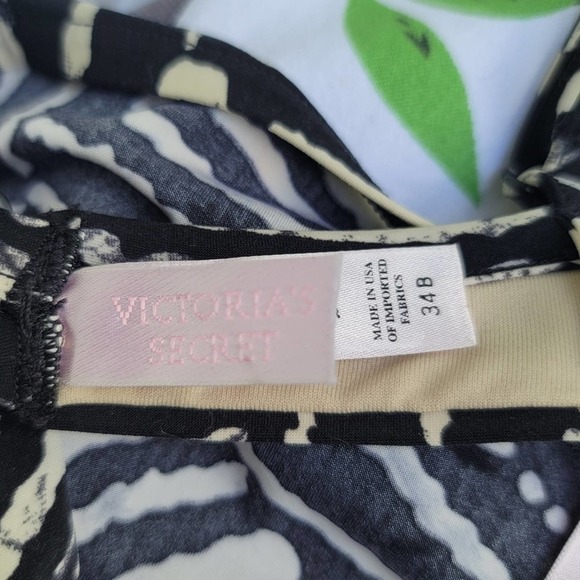 VICTORIA'S
SECRET
MADE IN USA
OF IMPORTED
FABRICS
34B